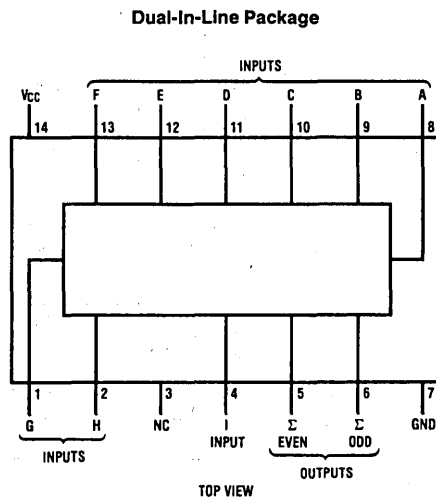 Dual-In-Line Package
INPUTS
VCC F E D C B A
14 13 12 11 10 9 8
1 2 3 4 5 6 7
G H NC I Σ Σ GND
INPUT EVEN ODD
INPUTS
OUTPUTS
TOP VIEW